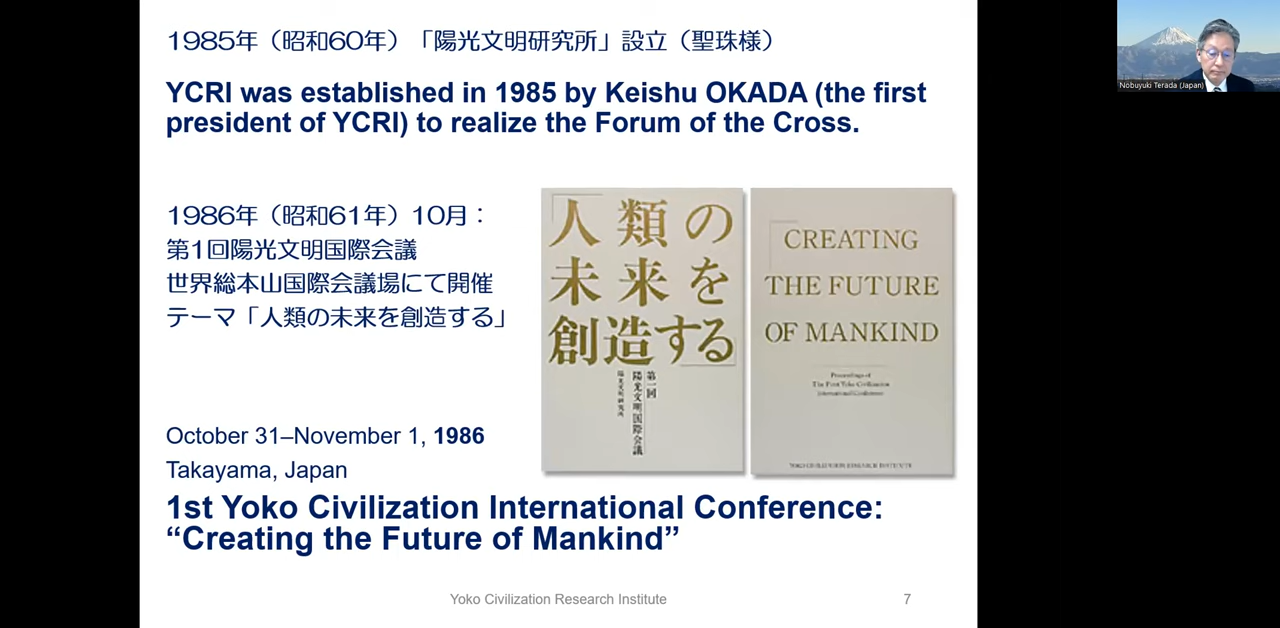 1985年（昭和60年）「陽光文明研究所」設立（聖珠様）
YCRI was established in 1985 by Keishu OKADA (the first
president of YCRI) to realize the Forum of the Cross.
1986年（昭和61年）10月：
第1回陽光文明国際会議
世界総本山国際会議場にて開催
テーマ「人類の未来を創造する」
「人類の
未来を
創造する」
第一回
陽光文明国際会議
陽光文明研究所
CREATING
THE FUTURE
OF MANKIND
Proceedings of
The First Yoko Civilization
International Conference
YOKO CIVILIZATION RESEARCH INSTITUTE
October 31–November 1, 1986
Takayama, Japan
1st Yoko Civilization International Conference:
“Creating the Future of Mankind”
Yoko Civilization Research Institute
7
Nobuyuki Terada (Japan)